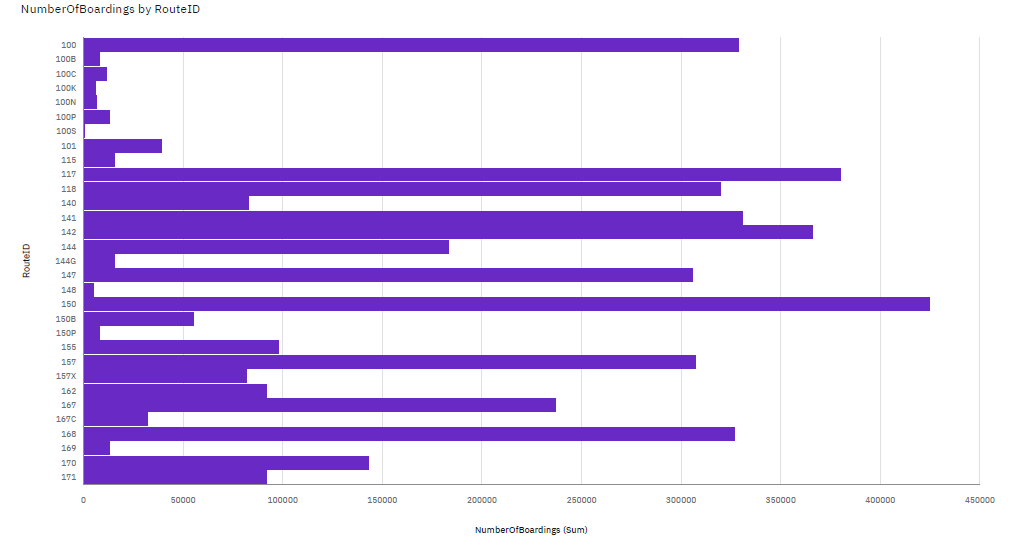 NumberOfBoardings by RouteID
100
100B
100C
100K
100N
100P
100S
101
115
117
118
140
141
142
144
144G
147
148
150
150B
150P
155
157
157X
162
167
167C
168
169
170
171
RouteID
0 50000 100000 150000 200000 250000 300000 350000 400000 450000
NumberOfBoardings (Sum)